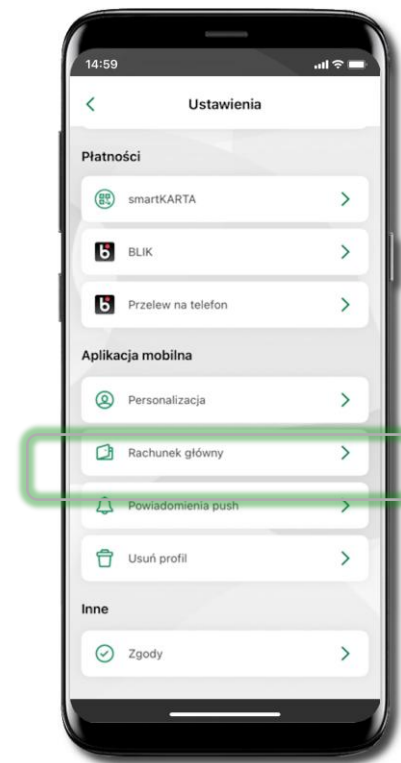 14:59
Ustawienia
Płatności
smartKARTA
BLIK
Przelew na telefon
Aplikacja mobilna
Personalizacja
Rachunek główny
Powiadomienia push
Usuń profil
Inne
Zgody